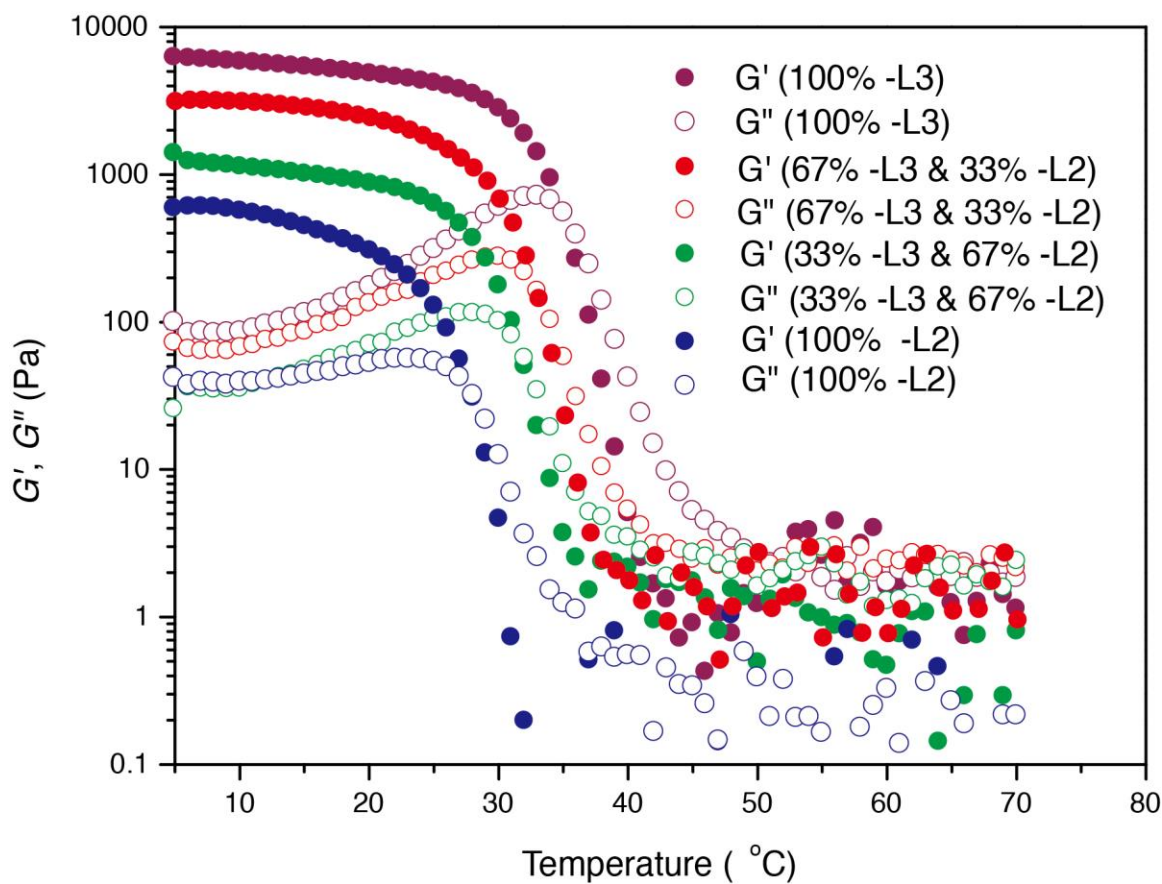 10000
1000
100
10
1
0.1
G', G" (Pa)
G' (100% -L3)
G" (100% -L3)
G' (67% -L3 & 33% -L2)
G" (67% -L3 & 33% -L2)
G' (33% -L3 & 67% -L2)
G" (33% -L3 & 67% -L2)
G' (100% -L2)
G" (100% -L2)
10 20 30 40 50 60 70 80
Temperature ( °C)